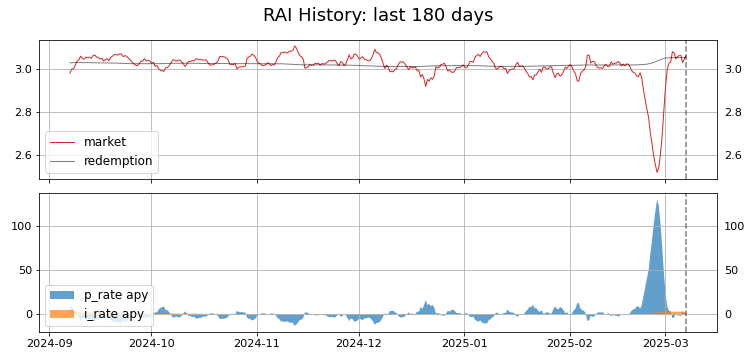 RAI History: last 180 days
3.0 3.0
2.8 2.8
2.6 2.6
market
redemption
100 100
50 50
0 0
p_rate apy
i_rate apy
2024-09 2024-10 2024-11 2024-12 2025-01 2025-02 2025-03